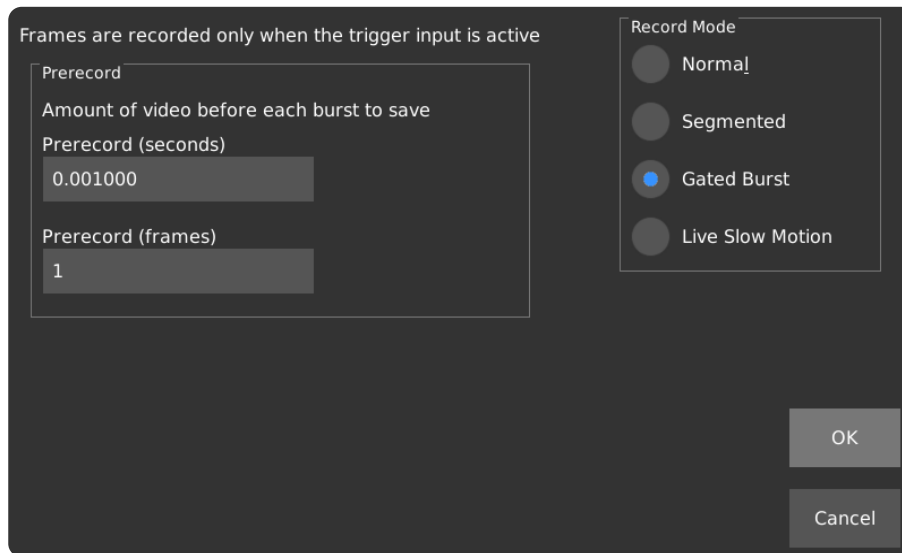 Frames are recorded only when the trigger input is active
Prerecord
Amount of video before each burst to save
Prerecord (seconds)
0.001000
Prerecord (frames)
1
Record Mode
Normal
Segmented
Gated Burst
Live Slow Motion
OK
Cancel